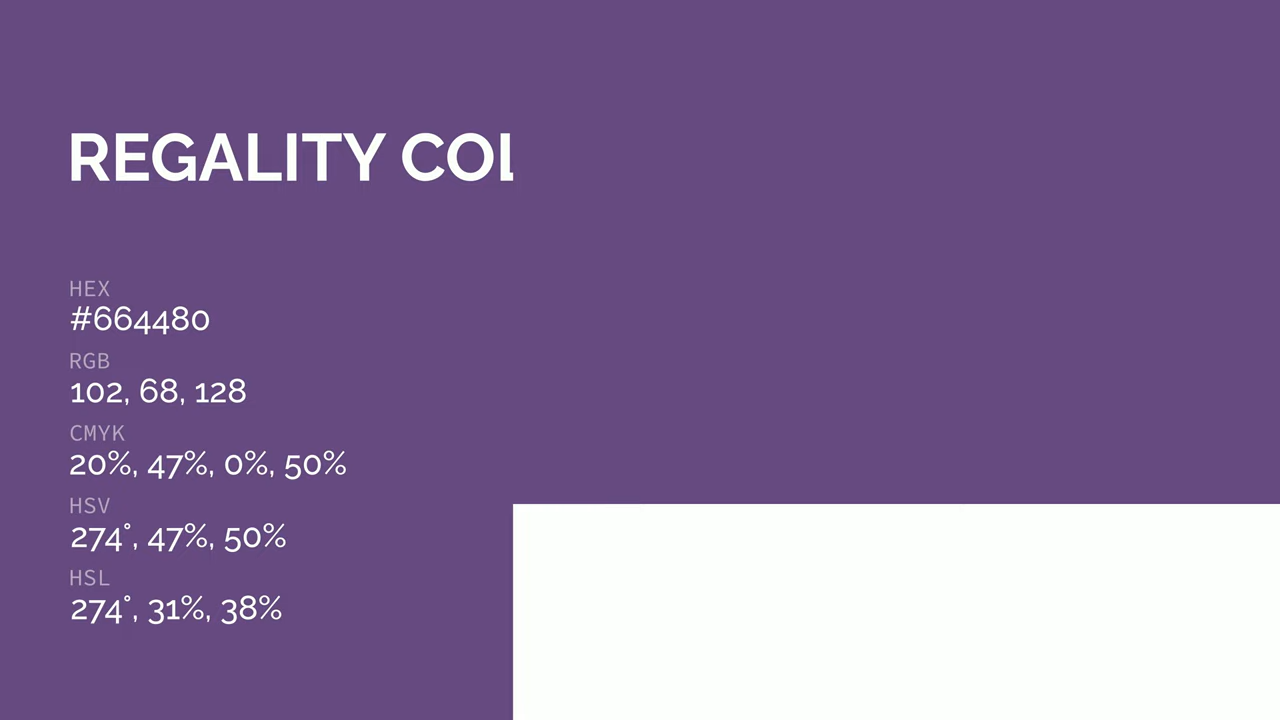 REGALITY COL
HEX
#664480
RGB
102, 68, 128
CMYK
20%, 47%, 0%, 50%
HSV
274°, 47%, 50%
HSL
274°, 31%, 38%